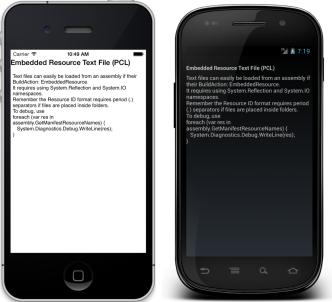 Carrier 10:49 AM
Embedded Resource Text File (PCL)
Text files can easily be loaded from an assembly if their
BuildAction: EmbeddedResource.
It requires using System.Reflection and System.IO
namespaces.
Remember the Resource ID format requires period (.)
separators if files are placed inside folders.
To debug, use
foreach (var res in
assembly.GetManifestResourceNames) {
System.Diagnostics.Debug.WriteLine(res);
}
7:19
Embedded Resource Text File (PCL)
Text files can easily be loaded from an assembly if
their BuildAction: EmbeddedResource.
It requires using System.Reflection and System.IO
namespaces.
Remember the Resource ID format requires period
(.) separators if files are placed inside folders.
To debug, use
foreach (var res in
assembly.GetManifestResourceNames) {
System.Diagnostics.Debug.WriteLine(res);
}